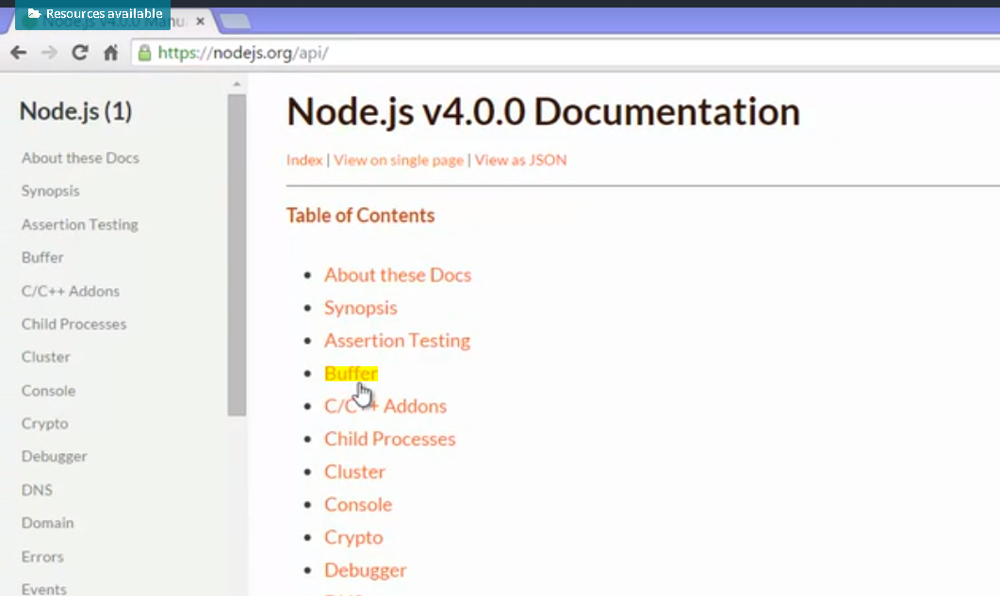 Resources available
Node.js v4.0.0 Manu
https://nodejs.org/api/
Node.js (1)
About these Docs
Synopsis
Assertion Testing
Buffer
C/C++ Addons
Child Processes
Cluster
Console
Crypto
Debugger
DNS
Domain
Errors
Events
Node.js v4.0.0 Documentation
Index | View on single page | View as JSON
Table of Contents
About these Docs
Synopsis
Assertion Testing
Buffer
C/C++ Addons
Child Processes
Cluster
Console
Crypto
Debugger